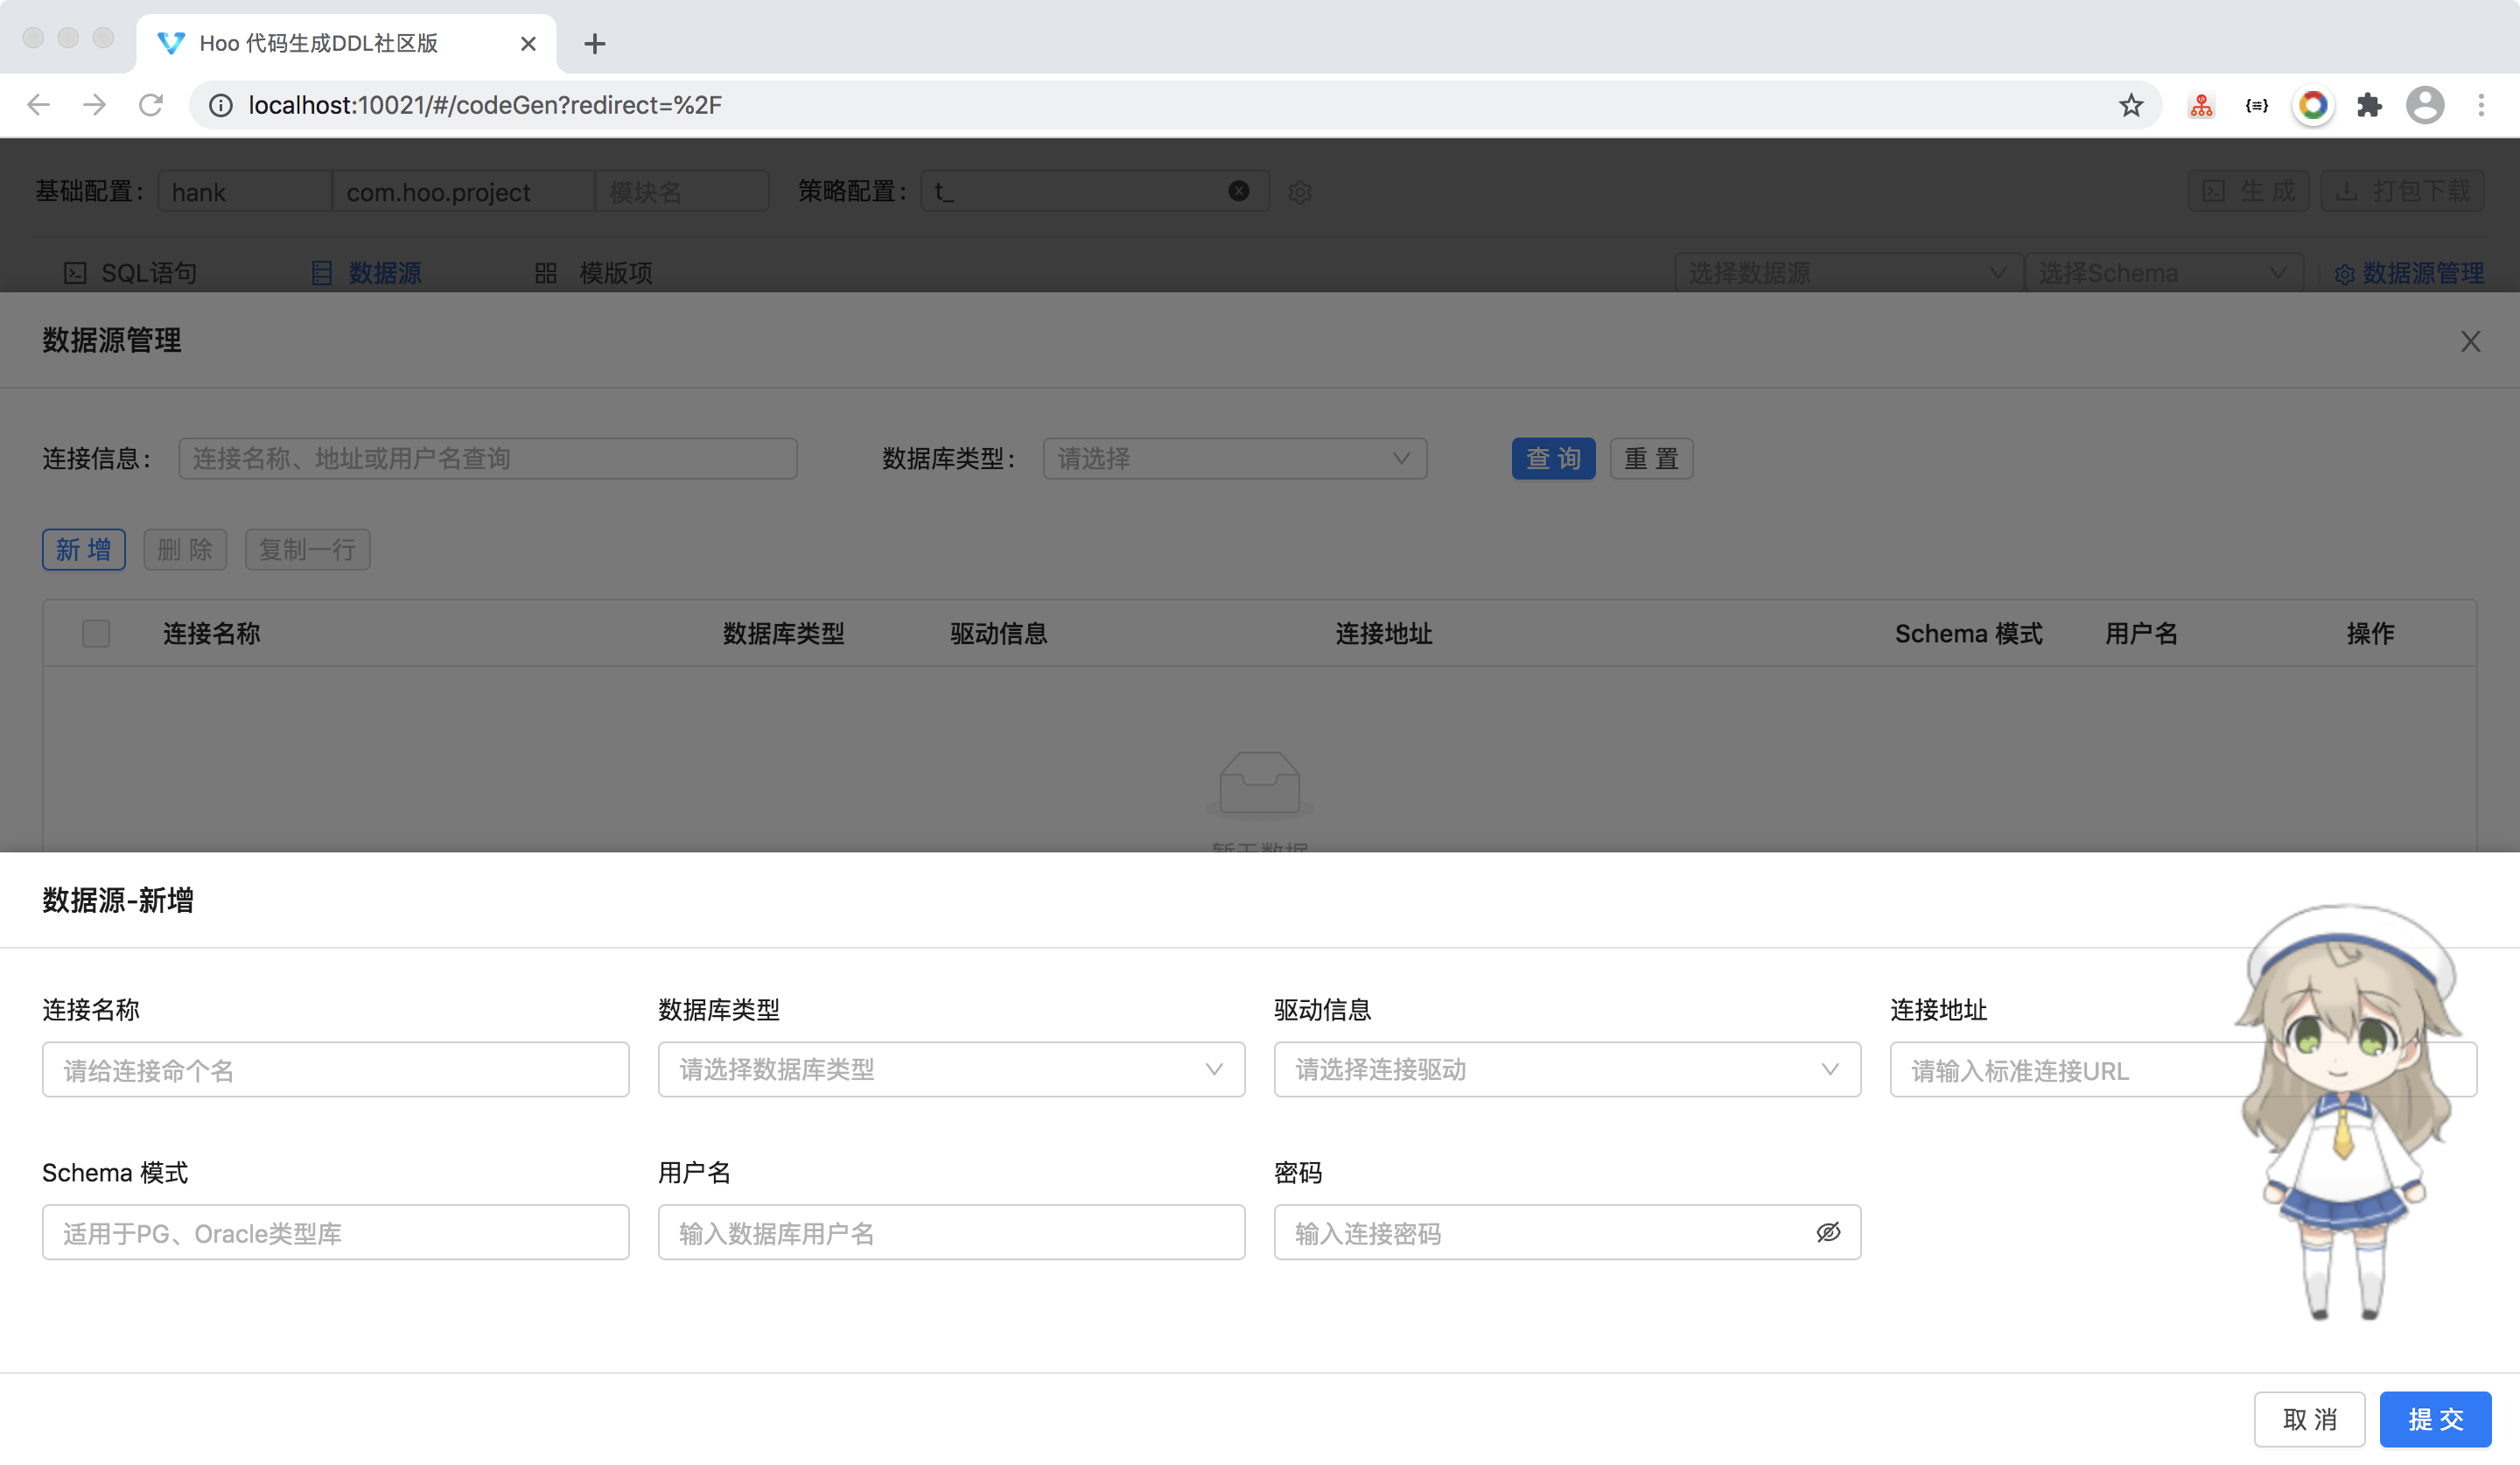 Hoo 代码生成DDL社区版
localhost:10021/#/codeGen?redirect=%2F
基础配置： hank com.hoo.project 模块名 策略配置： t_ 生 成 打包下载
SQL语句 数据源 模版项 选择数据源 选择Schema 数据源管理
数据源管理
连接信息： 连接名称、地址或用户名查询 数据库类型： 请选择 查 询 重 置
新 增 删 除 复制一行
连接名称 数据库类型 驱动信息 连接地址 Schema 模式 用户名 操作
暂无数据
数据源-新增
连接名称 数据库类型 驱动信息 连接地址
请给连接命个名 请选择数据库类型 请选择连接驱动 请输入标准连接URL
Schema 模式 用户名 密码
适用于PG、Oracle类型库 输入数据库用户名 输入连接密码
取 消 提 交